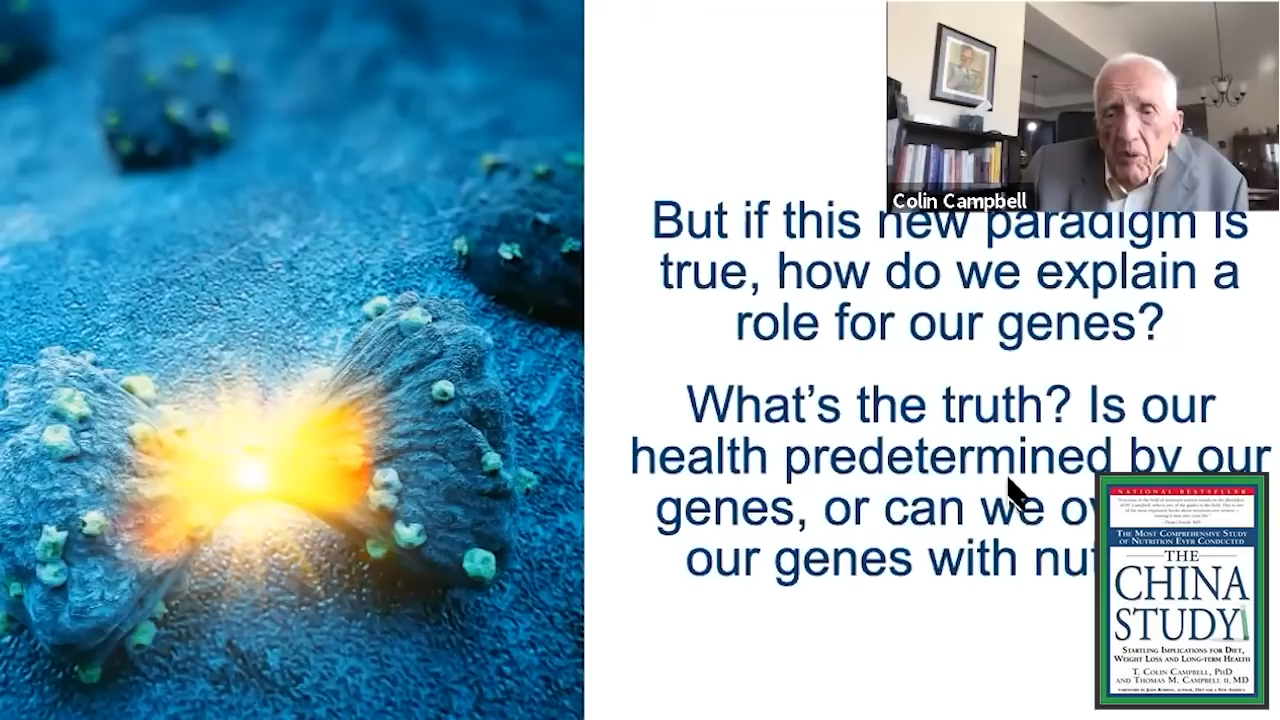 Colin Campbell
But if this new paradigm is
true, how do we explain a
role for our genes?
What's the truth? Is our
health predetermined by our
genes, or can we ov
our genes with nut
NATIONAL BESTSELLER
THE MOST COMPREHENSIVE STUDY
OF NUTRITION EVER CONDUCTED
THE
CHINA
STUDY
STARTLING IMPLICATIONS FOR DIET,
WEIGHT LOSS AND LONG-TERM HEALTH
T. COLIN CAMPBELL, PHD
AND THOMAS M. CAMPBELL II, MD